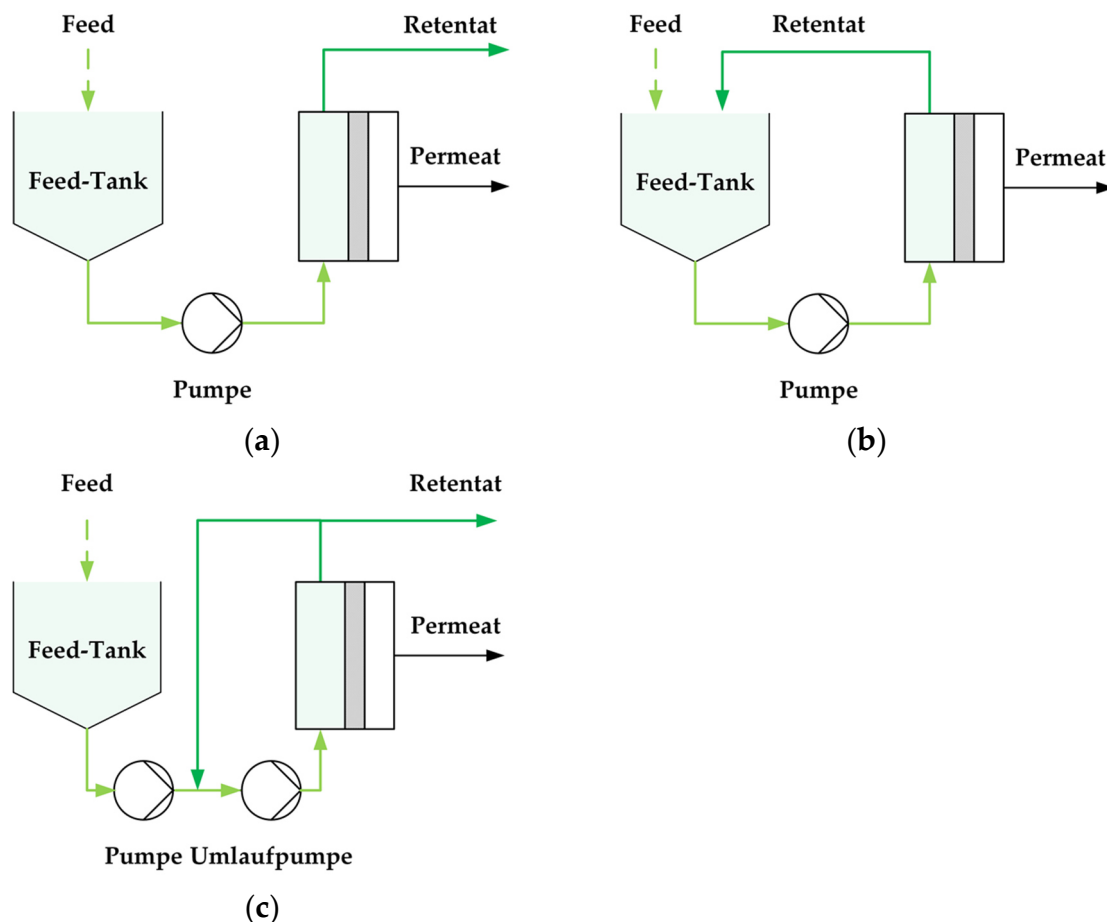 Feed
Retentat
Feed-Tank
Permeat
Pumpe
(a)
Feed
Retentat
Feed-Tank
Permeat
Pumpe
(b)
Feed
Retentat
Feed-Tank
Permeat
Pumpe Umlaufpumpe
(c)